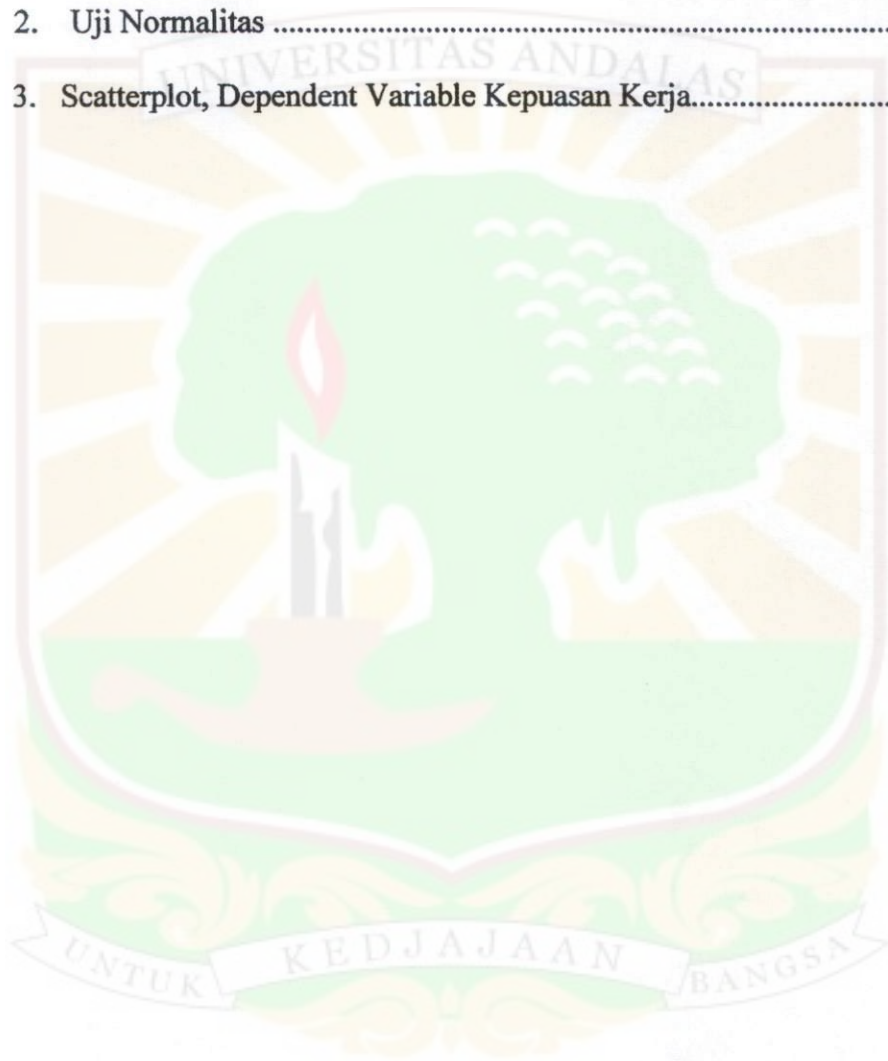 2. Uji Normalitas ................................................................................
UNIVERSITAS ANDALAS
3. Scatterplot, Dependent Variable Kepuasan Kerja.........................
UNTUK KEDJAJAAN BANGSA